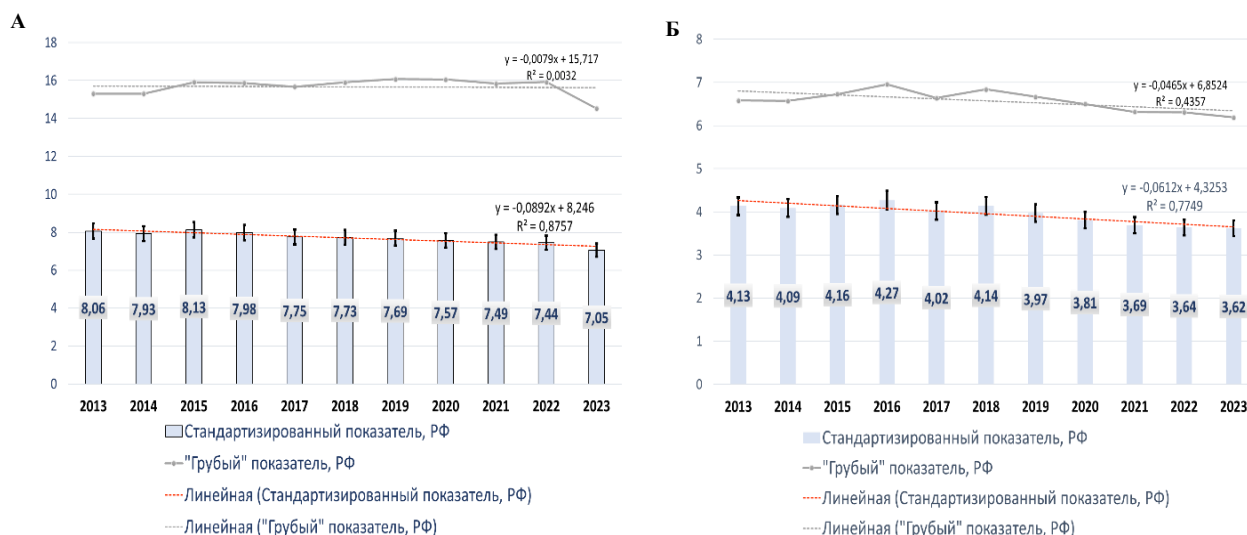 А
18
16
14
12
10
8
6
4
2
0
y = -0,0079x + 15,717
R² = 0,0032
y = -0,0892x + 8,246
R² = 0,8757
8,06 7,93 8,13 7,98 7,75 7,73 7,69 7,57 7,49 7,44 7,05
2013 2014 2015 2016 2017 2018 2019 2020 2021 2022 2023
Стандартизированный показатель, РФ
"Грубый" показатель, РФ
Линейная (Стандартизированный показатель, РФ)
Линейная ("Грубый" показатель, РФ)
Б
8
7
6
5
4
3
2
1
0
y = -0,0465x + 6,8524
R² = 0,4357
y = -0,0612x + 4,3253
R² = 0,7749
4,13 4,09 4,16 4,27 4,02 4,14 3,97 3,81 3,69 3,64 3,62
2013 2014 2015 2016 2017 2018 2019 2020 2021 2022 2023
Стандартизированный показатель, РФ
"Грубый" показатель, РФ
Линейная (Стандартизированный показатель, РФ)
Линейная ("Грубый" показатель, РФ)